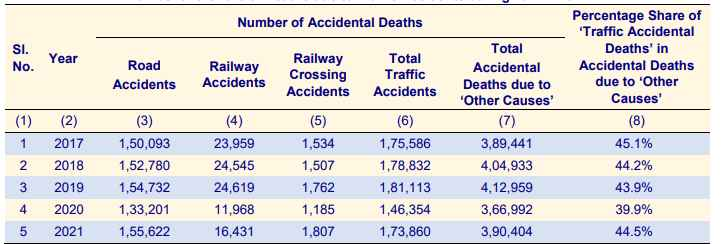 Number of Accidental Deaths
Percentage Share of
'Traffic Accidental
Deaths' in
Accidental Deaths
due to 'Other
Causes'
Sl.
No.
Year
Road
Accidents
Railway
Accidents
Railway
Crossing
Accidents
Total
Traffic
Accidents
Total
Accidental
Deaths due to
'Other Causes'
(1) (2) (3) (4) (5) (6) (7) (8)
1 2017 1,50,093 23,959 1,534 1,75,586 3,89,441 45.1%
2 2018 1,52,780 24,545 1,507 1,78,832 4,04,933 44.2%
3 2019 1,54,732 24,619 1,762 1,81,113 4,12,959 43.9%
4 2020 1,33,201 11,968 1,185 1,46,354 3,66,992 39.9%
5 2021 1,55,622 16,431 1,807 1,73,860 3,90,404 44.5%